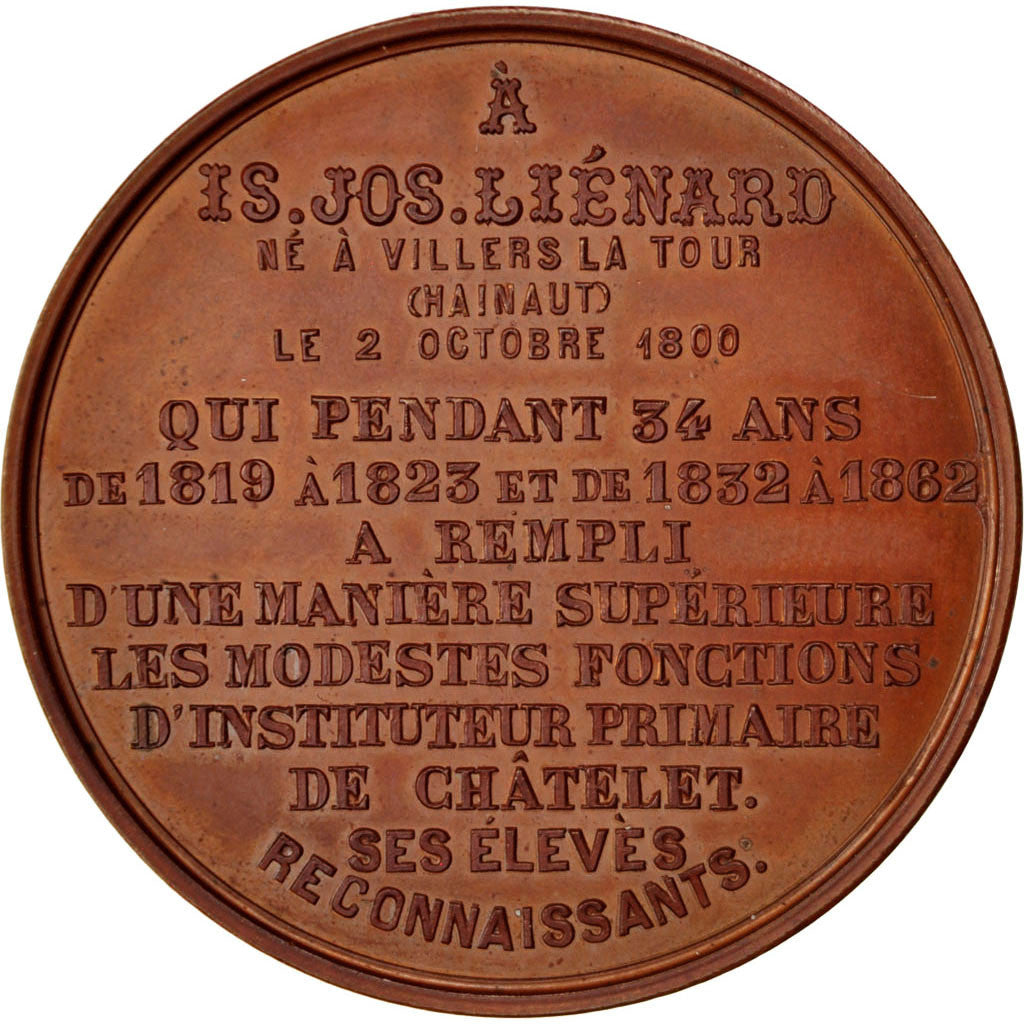 À
IS. JOS. LIÉNARD
NÉ À VILLERS LA TOUR
(HAINAUT)
LE 2 OCTOBRE 1800
QUI PENDANT 34 ANS
DE 1819 À 1823 ET DE 1832 À 1862
A REMPLI
D'UNE MANIÈRE SUPÉRIEURE
LES MODESTES FONCTIONS
D'INSTITUTEUR PRIMAIRE
DE CHÂTELET.
SES ÉLEVÈS
RECONNAISSANTS.